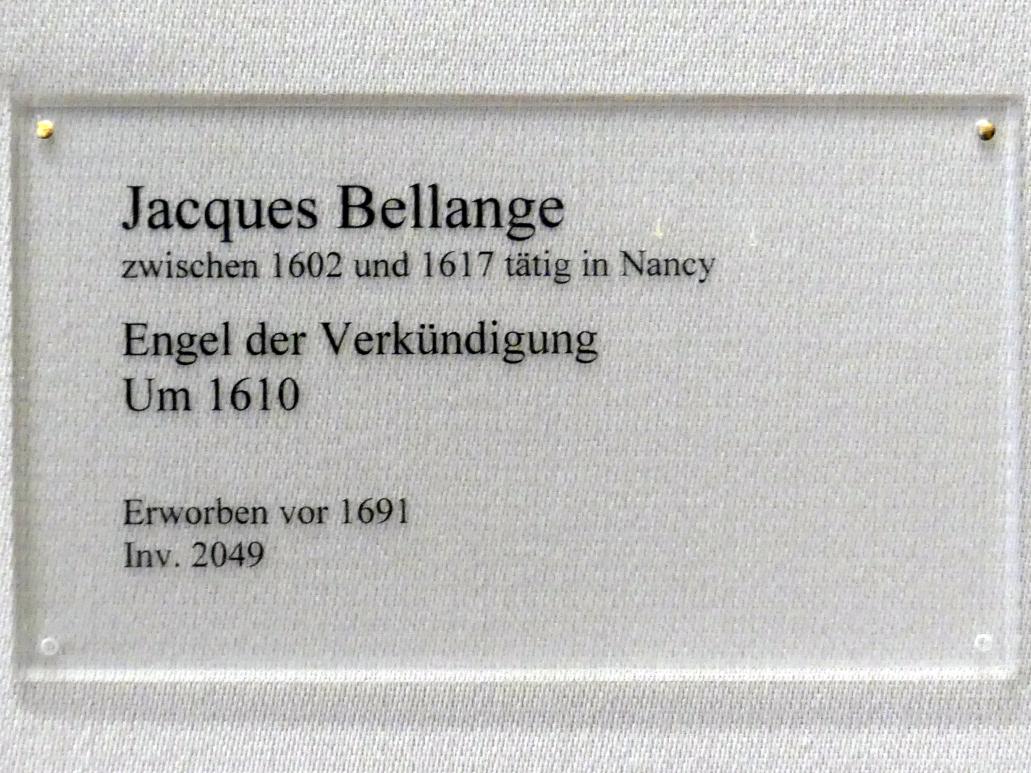 Jacques Bellange
zwischen 1602 und 1617 tätig in Nancy
Engel der Verkündigung
Um 1610
Erworben vor 1691
Inv. 2049